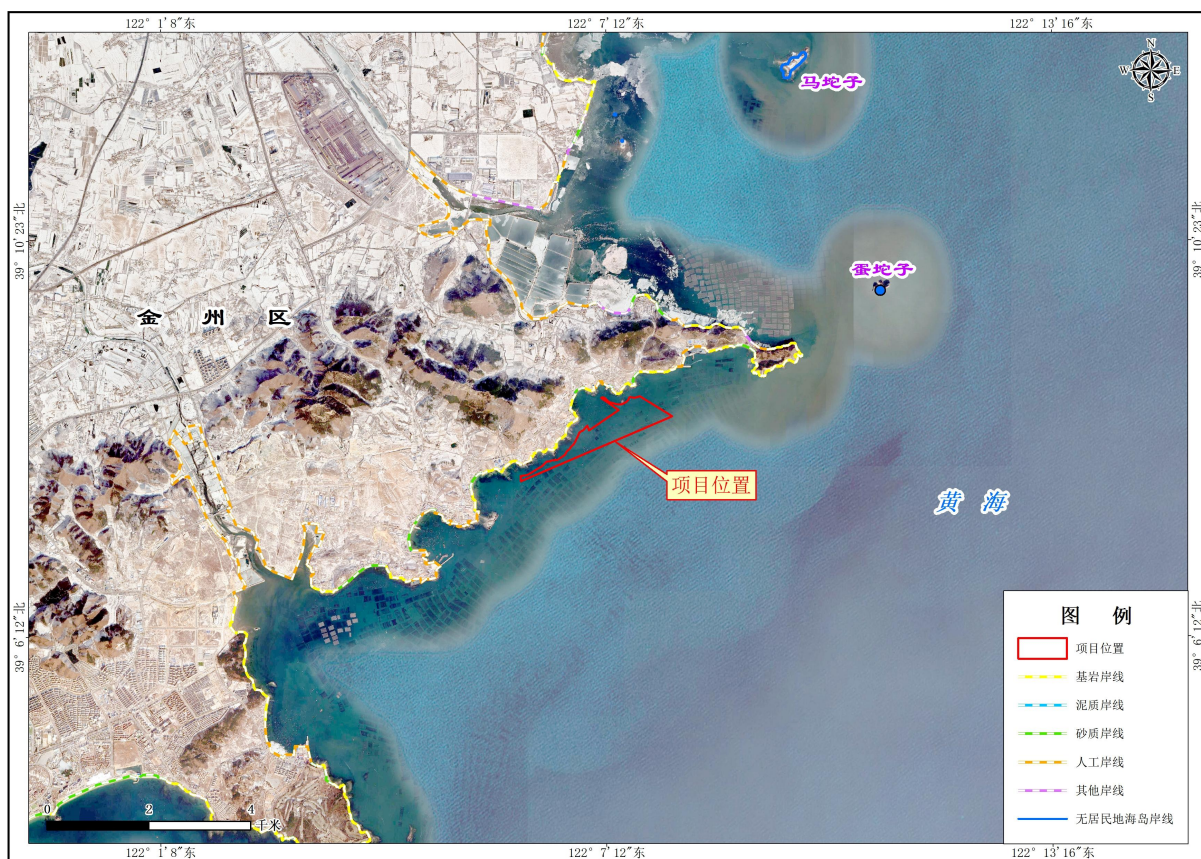 122° 1'8"东
122° 7'12"东
122° 13'16"东
N
W
E
S
马坨子
39° 10'23"北
39° 10'23"北
蛋坨子
金州区
项目位置
黄海
39° 6'12"北
39° 6'12"北
图 例
项目位置
基岩岸线
泥质岸线
砂质岸线
人工岸线
其他岸线
无居民地海岛岸线
0
2
4
千米
122° 1'8"东
122° 7'12"东
122° 13'16"东